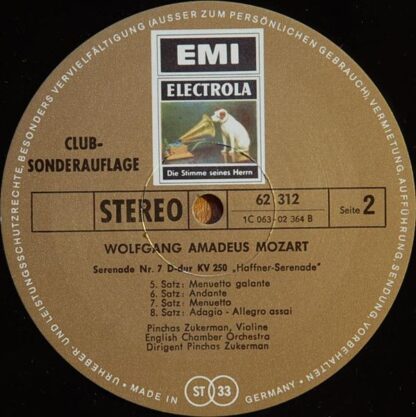 URHEBER- UND LEISTUNGSSCHUTZRECHTE, BESONDERS VERVIELFÄLTIGUNG (AUSSER ZUM PERSÖNLICHEN GEBRAUCH), VERMIETUNG, AUFFÜHRUNG, SENDUNG VORBEHALTEN
EMI
ELECTROLA
Die Stimme seines Herrn
CLUB-
SONDERAUFLAGE
STEREO
62 312
1C 063-02 364 B
Seite 2
WOLFGANG AMADEUS MOZART
Serenade Nr. 7 D-dur KV 250 „Haffner-Serenade"
5. Satz: Menuetto galante
6. Satz: Andante
7. Satz: Menuetto
8. Satz: Adagio - Allegro assai
Pinchas Zukerman, Violine
English Chamber Orchestra
Dirigent Pinchas Zukerman
• MADE IN
ST 33
GERMANY •